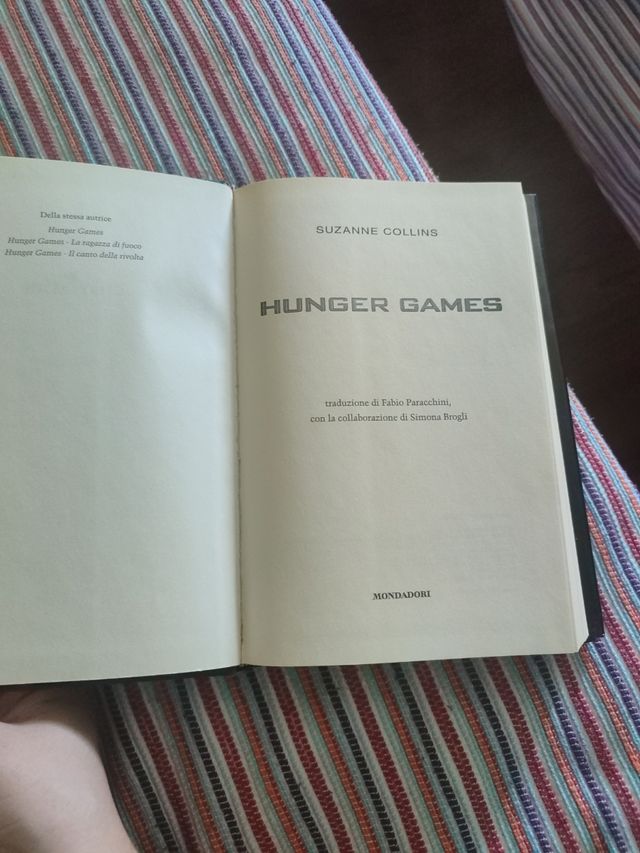 Della stessa autrice
Hunger Games
Hunger Games - La ragazza di fuoco
Hunger Games - Il canto della rivolta
SUZANNE COLLINS
HUNGER GAMES
traduzione di Fabio Paracchini,
con la collaborazione di Simona Brogli
MONDADORI